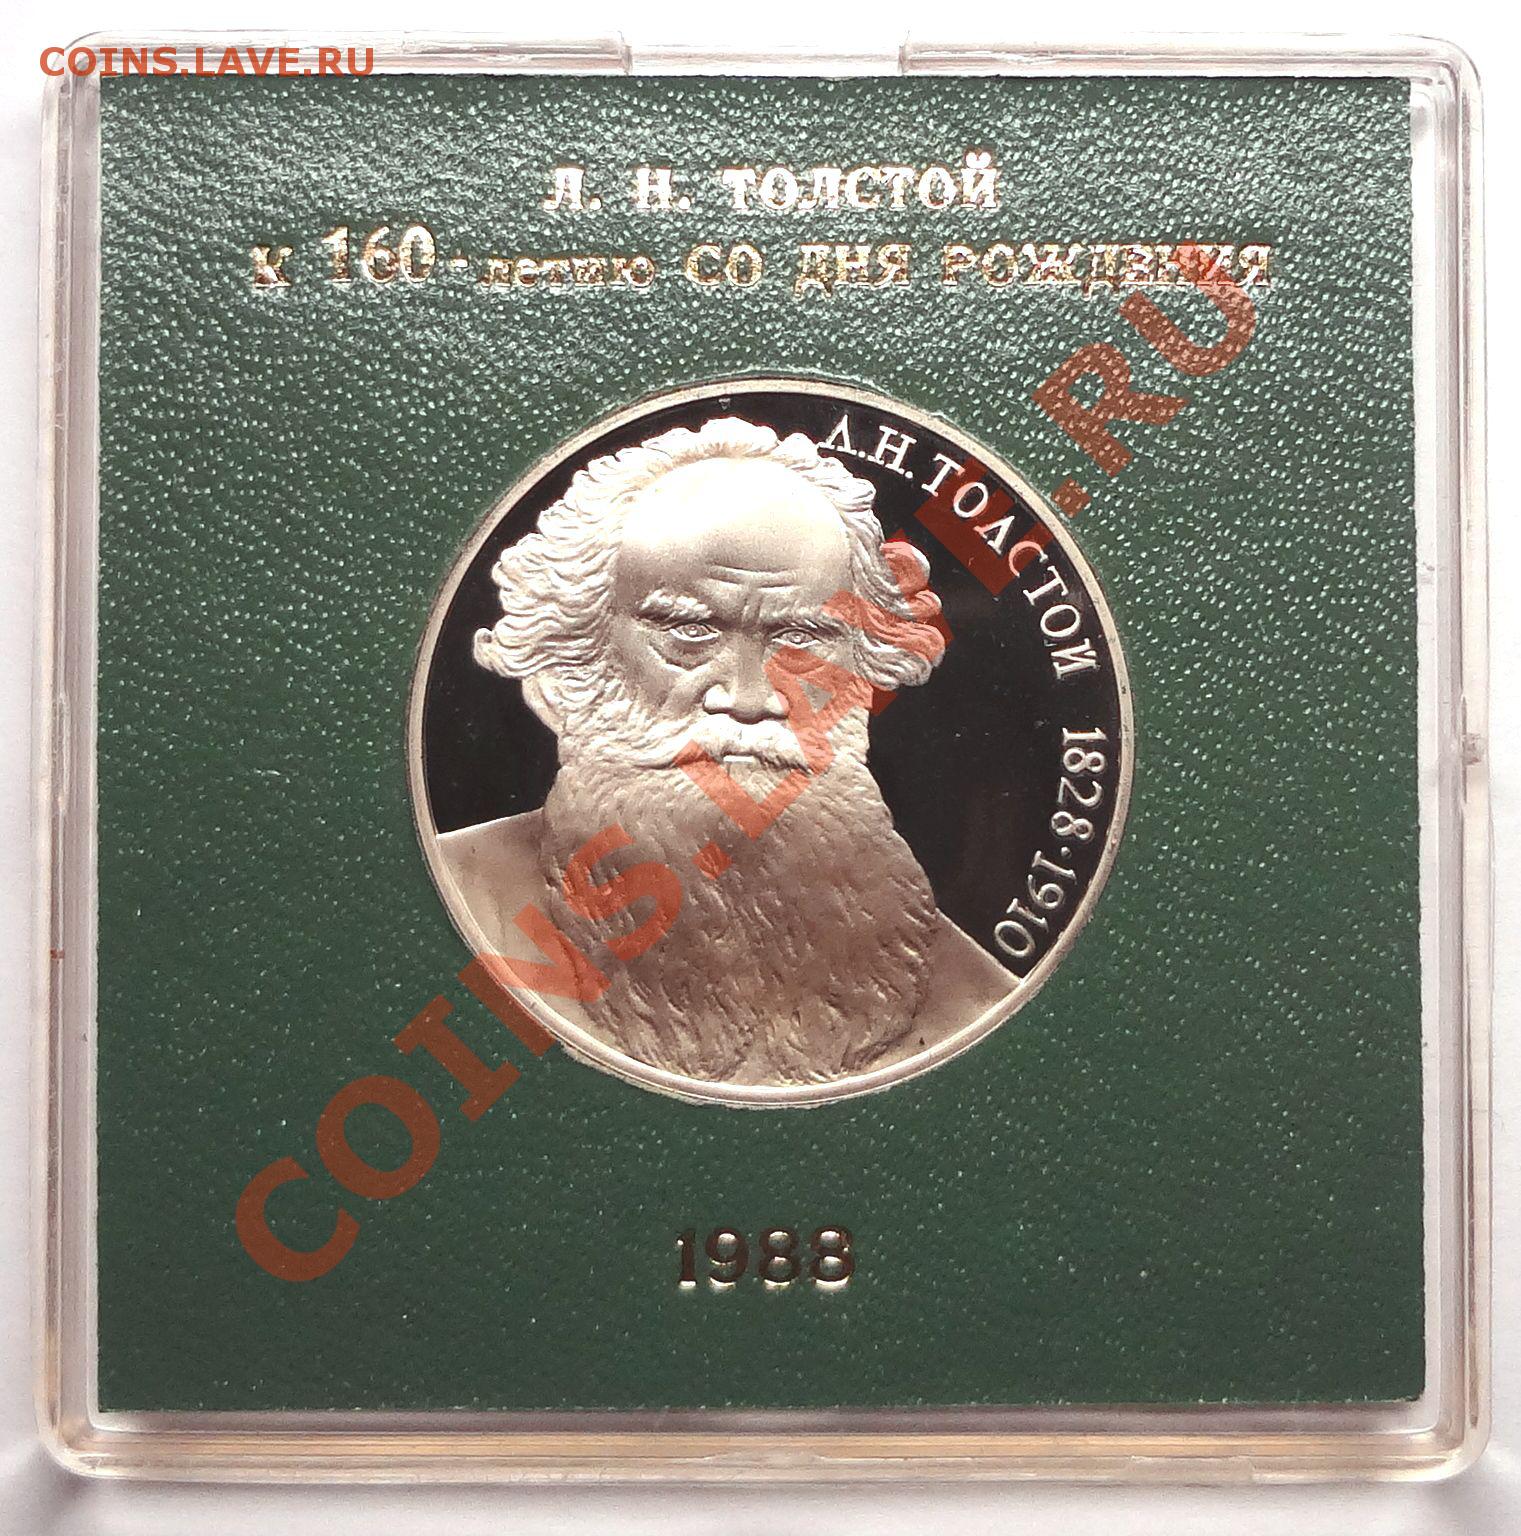 COINS.LAVE.RU
Л. Н. ТОЛСТОЙ
К 160-летию СО ДНЯ РОЖДЕНИЯ
Л.Н. ТОЛСТОЙ 1828·1910
COINS.LAVE.RU
1988